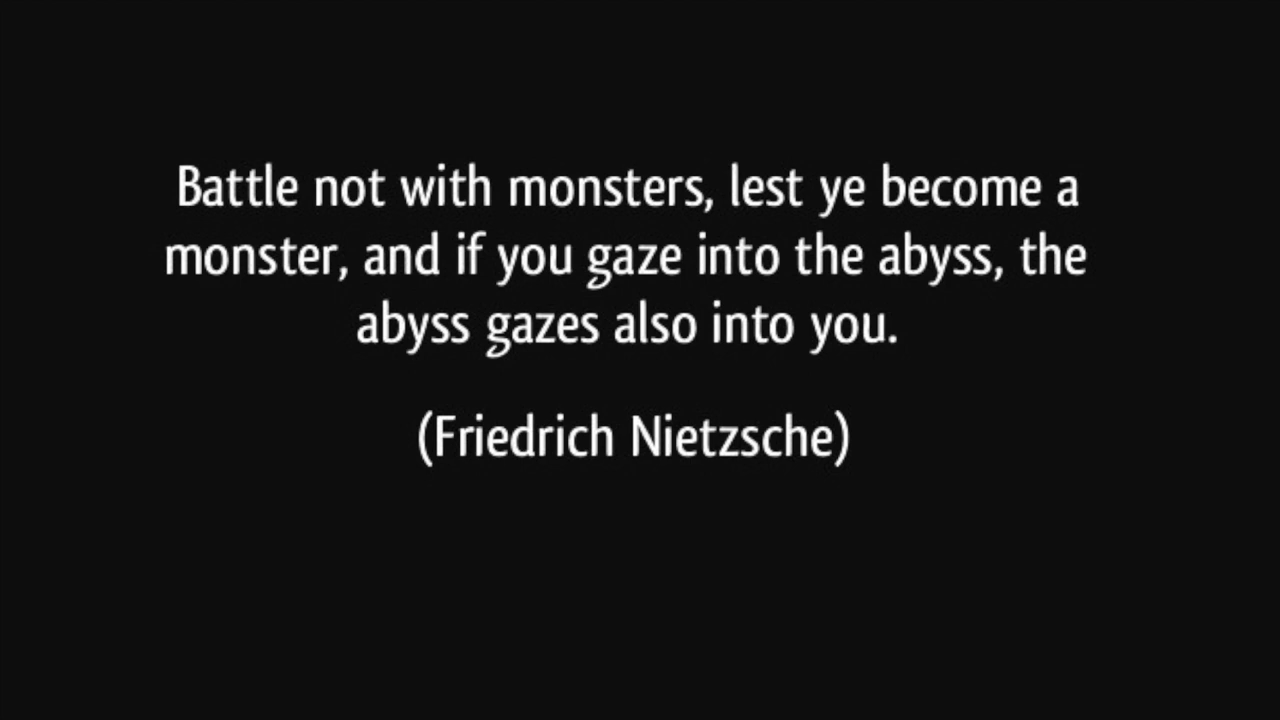 Battle not with monsters, lest ye become a
monster, and if you gaze into the abyss, the
abyss gazes also into you.
(Friedrich Nietzsche)